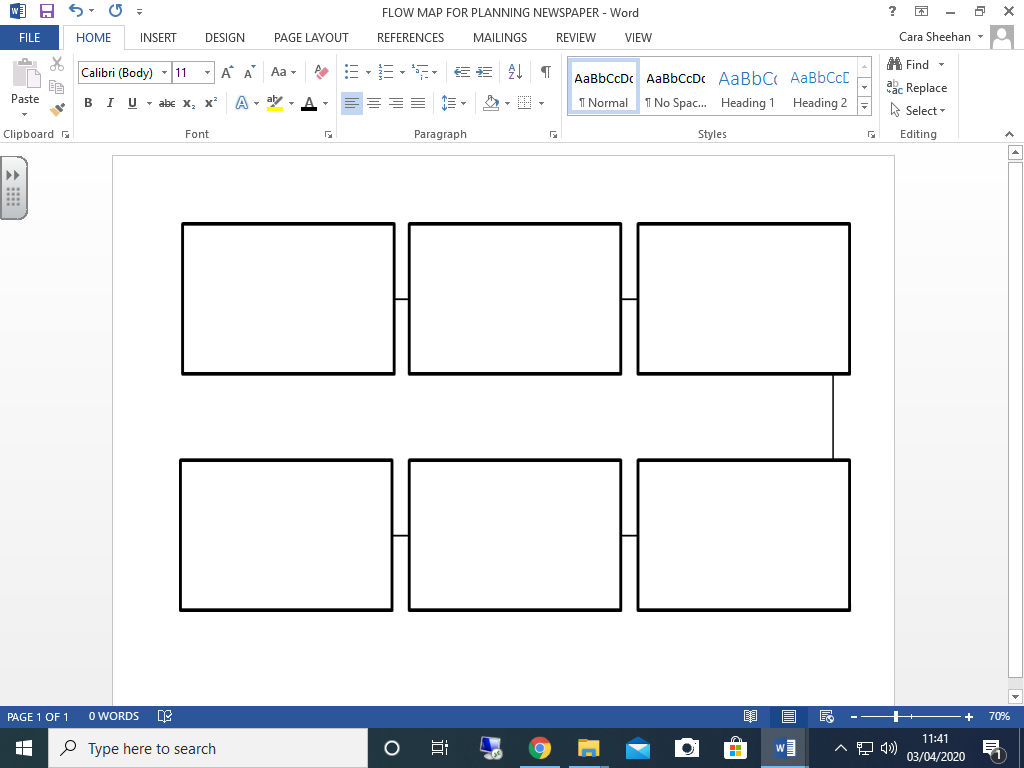 FLOW MAP FOR PLANNING NEWSPAPER - Word
FILE HOME INSERT DESIGN PAGE LAYOUT REFERENCES MAILINGS REVIEW VIEW Cara Sheehan
Paste
Calibri (Body) 11 A A Aa
B I U abc X₂ X² A ab A
AaBbCcDc AaBbCcDc AaBbCc AaBbCcD
¶ Normal ¶ No Spac... Heading 1 Heading 2
Find
Replace
Select
Clipboard Font Paragraph Styles Editing
PAGE 1 OF 1 0 WORDS 70%
Type here to search
11:41
03/04/2020
1